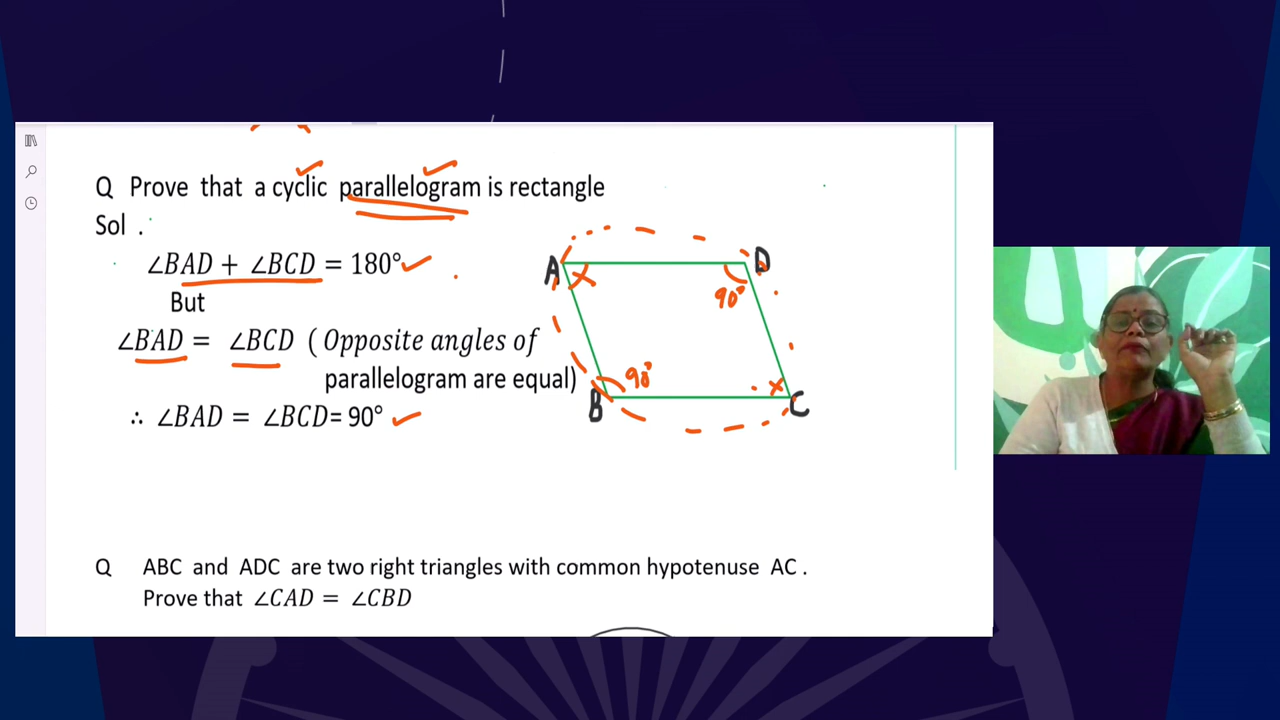 Q Prove that a cyclic parallelogram is rectangle
Sol .
∠BAD + ∠BCD = 180°
But
∠BAD = ∠BCD ( Opposite angles of
parallelogram are equal)
∴ ∠BAD = ∠BCD= 90°
A
D
90°
90°
B
C
Q ABC and ADC are two right triangles with common hypotenuse AC .
Prove that ∠CAD = ∠CBD